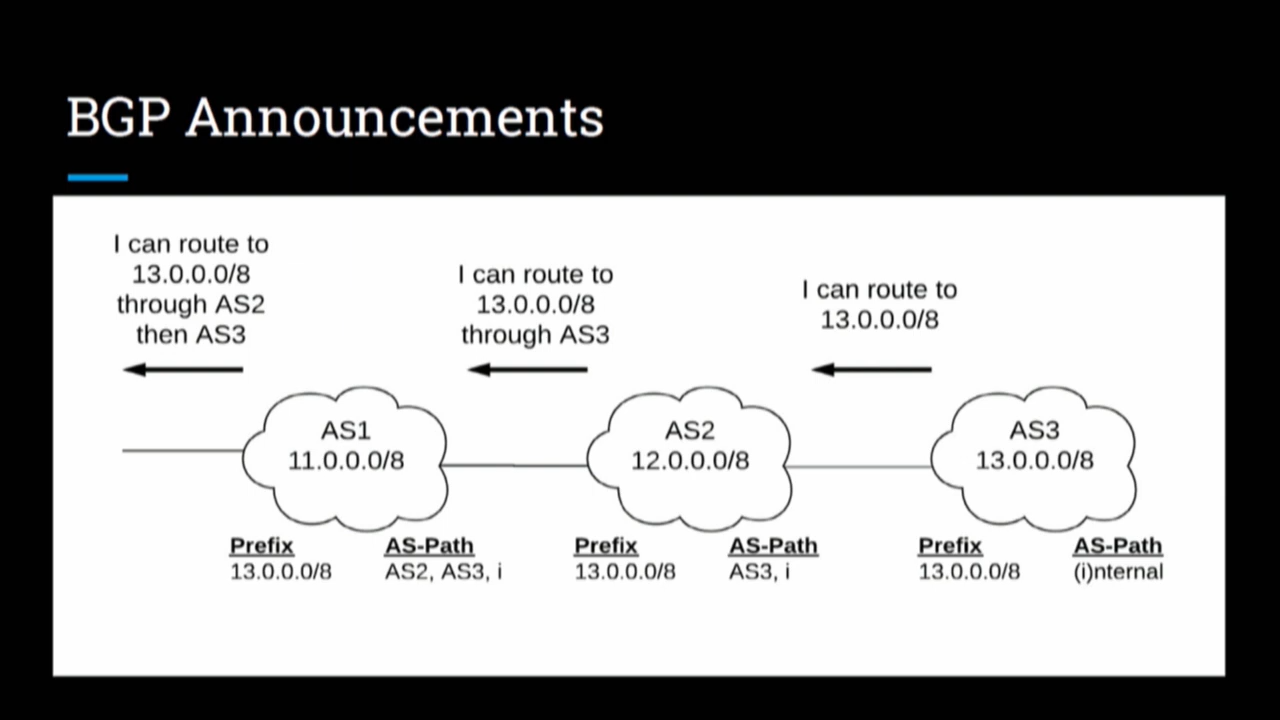 BGP Announcements
I can route to
13.0.0.0/8
through AS2
then AS3
I can route to
13.0.0.0/8
through AS3
I can route to
13.0.0.0/8
AS1
11.0.0.0/8
AS2
12.0.0.0/8
AS3
13.0.0.0/8
Prefix AS-Path
13.0.0.0/8 AS2, AS3, i
Prefix AS-Path
13.0.0.0/8 AS3, i
Prefix AS-Path
13.0.0.0/8 (i)nternal